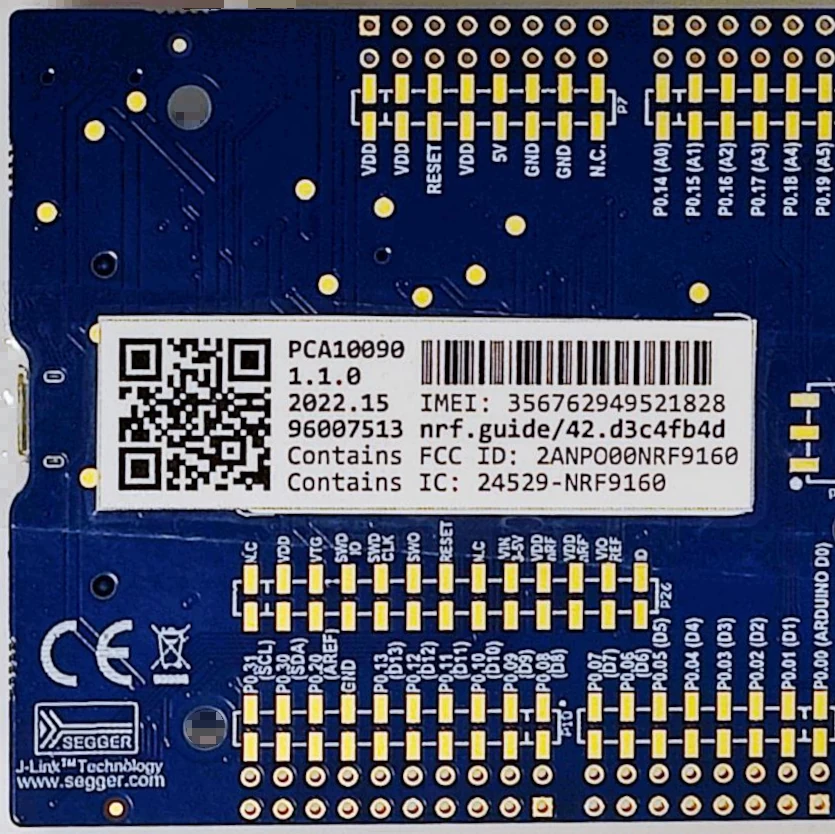 VDD
VDD
RESET
VDD
5V
GND
GND
N.C.
P7
P0.14 (A0)
P0.15 (A1)
P0.16 (A2)
P0.17 (A3)
P0.18 (A4)
P0.19 (A5)
PCA10090
1.1.0
2022.15 IMEI: 356762949521828
96007513 nrf.guide/42.d3c4fb4d
Contains FCC ID: 2ANPO00NRF9160
Contains IC: 24529-NRF9160
N.C
VDD
VTG
SWD IO
SWD CLK
SWO
RESET
N.C
VIN
VDD nRF
VDD nRF
VIO REF
P26
CE
P0.31 (SCL)
P0.30 (SDA)
P0.20 (AREF)
GND
P0.13 (D13)
P0.12 (D12)
P0.11 (D11)
P0.10 (D10)
P0.09 (D9)
P0.08 (D8)
P10
P0.07 (D7)
P0.06 (D6)
P0.05 (D5)
P0.04 (D4)
P0.03 (D3)
P0.02 (D2)
P0.01 (D1)
P0.00 (ARDUINO D0)
SEGGER
J-Link™ Technology
www.segger.com